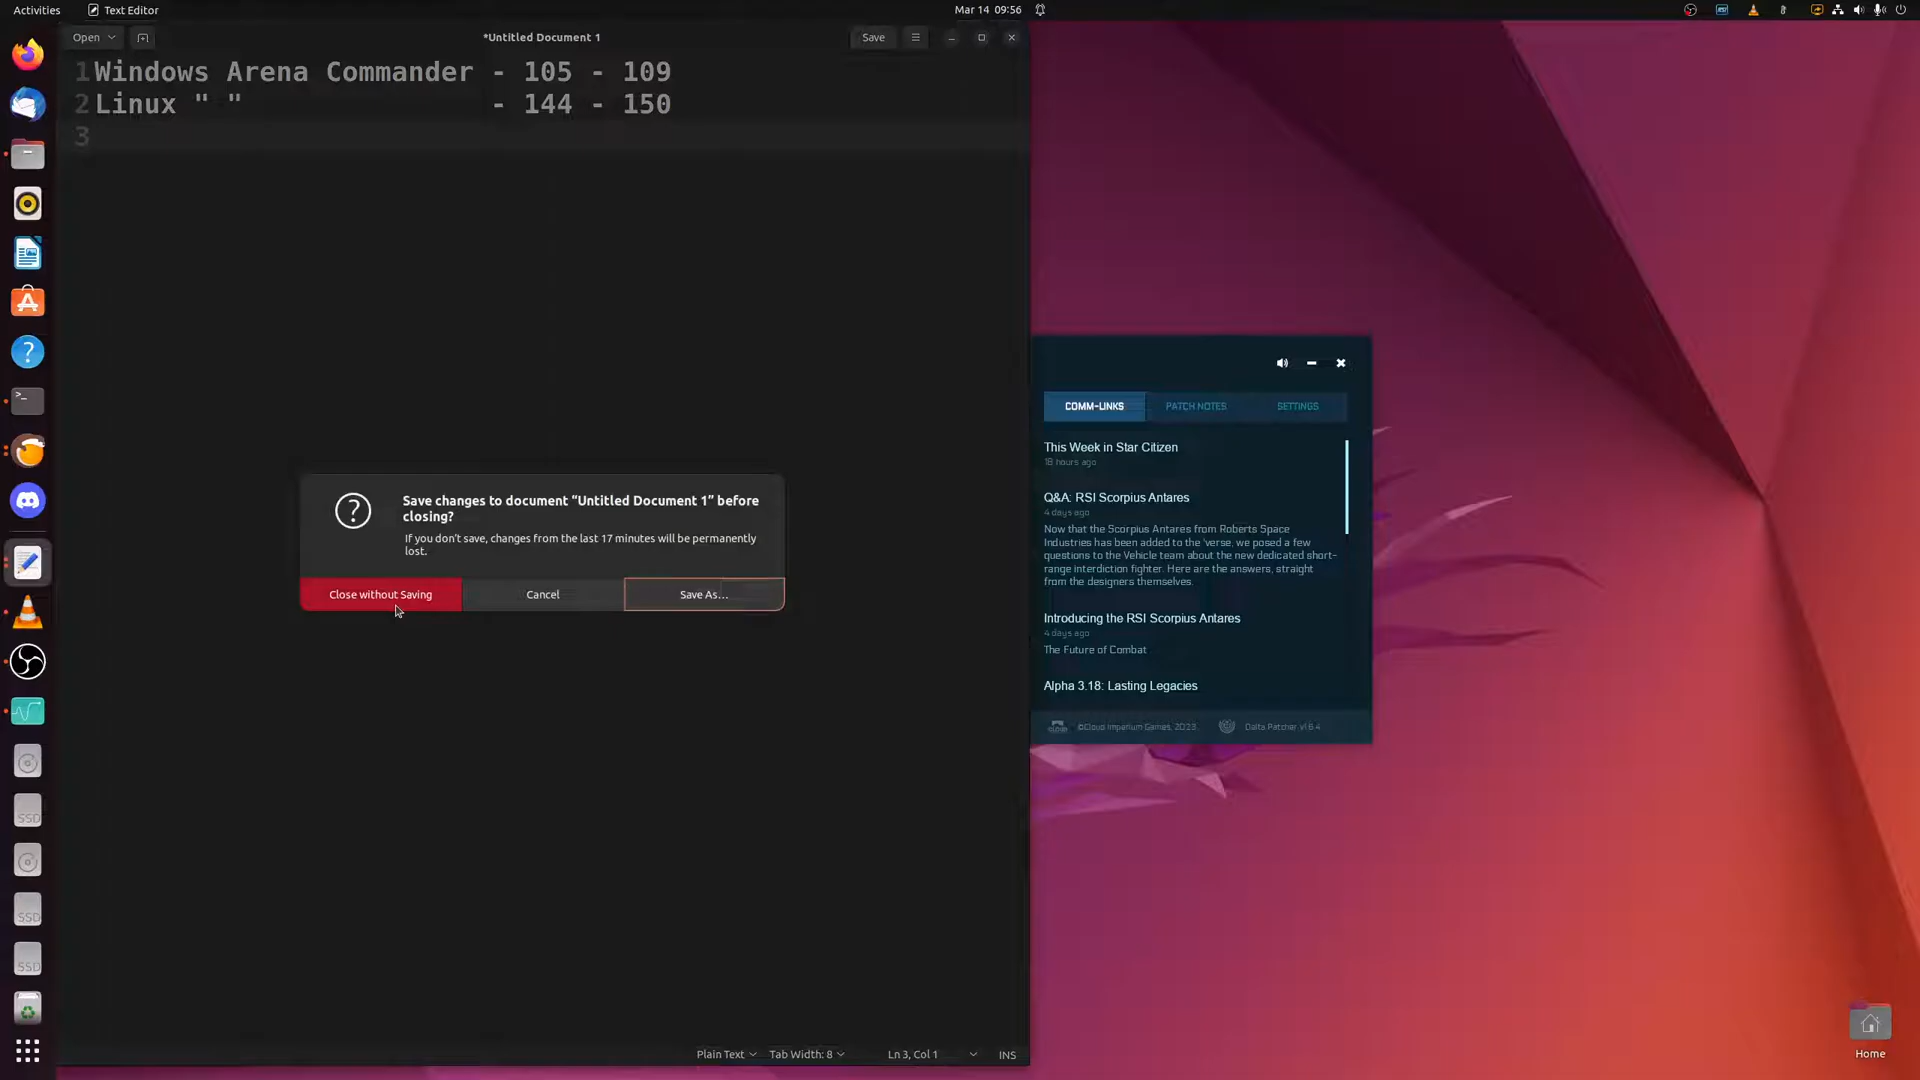 Activities
Text Editor
Mar 14 09:56
Open
*Untitled Document 1
Save
1 Windows Arena Commander - 105 - 109
2 Linux " " - 144 - 150
3
Save changes to document “Untitled Document 1” before
closing?
If you don't save, changes from the last 17 minutes will be permanently
lost.
Close without Saving
Cancel
Save As...
COMM-LINKS
PATCH NOTES
SETTINGS
This Week in Star Citizen
18 hours ago
Q&A: RSI Scorpius Antares
4 days ago
Now that the Scorpius Antares from Roberts Space
Industries has been added to the 'verse, we posed a few
questions to the Vehicle team about the new dedicated short-
range interdiction fighter. Here are the answers, straight
from the designers themselves.
Introducing the RSI Scorpius Antares
4 days ago
The Future of Combat
Alpha 3.18: Lasting Legacies
©Cloud Imperium Games, 2023
Delta Patcher v1.6.4
SSD
SSD
SSD
Plain Text
Tab Width: 8
Ln 3, Col 1
INS
Home